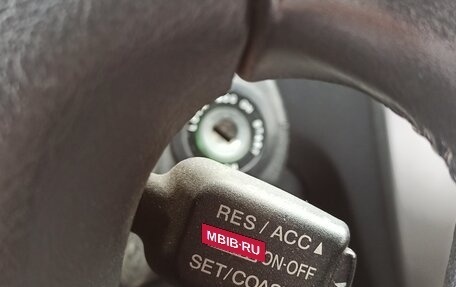 RES / ACC ▲
MBIB·RU
ON-OFF
SET/COAS